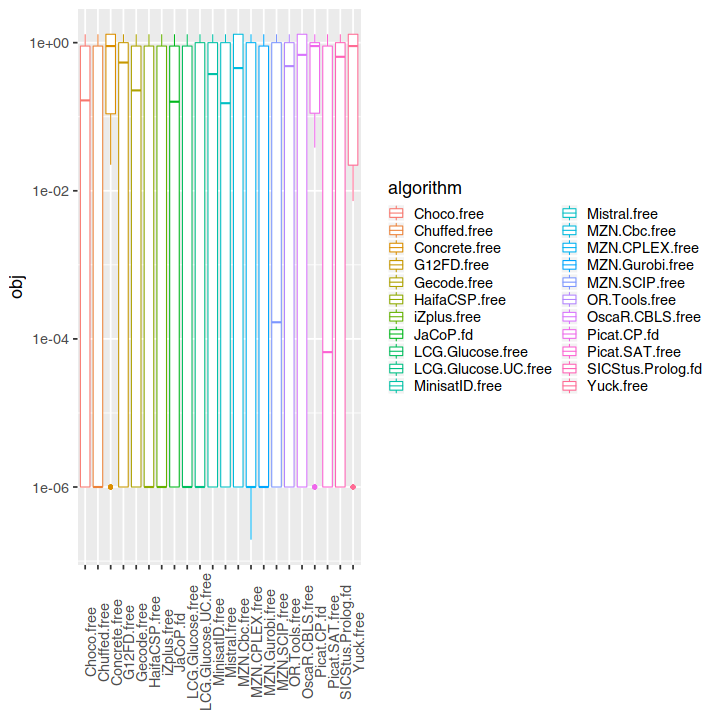 1e+00
1e-02
1e-04
1e-06
obj
Choco.free
Chuffed.free
Concrete.free
G12FD.free
Gecode.free
HaifaCSP.free
iZplus.free
JaCoP.fd
LCG.Glucose.free
LCG.Glucose.UC.free
MinisatID.free
Mistral.free
MZN.Cbc.free
MZN.CPLEX.free
MZN.Gurobi.free
MZN.SCIP.free
OR.Tools.free
OscaR.CBLS.free
Picat.CP.fd
Picat.SAT.free
SICStus.Prolog.fd
Yuck.free
algorithm
Choco.free
Chuffed.free
Concrete.free
G12FD.free
Gecode.free
HaifaCSP.free
iZplus.free
JaCoP.fd
LCG.Glucose.free
LCG.Glucose.UC.free
MinisatID.free
Mistral.free
MZN.Cbc.free
MZN.CPLEX.free
MZN.Gurobi.free
MZN.SCIP.free
OR.Tools.free
OscaR.CBLS.free
Picat.CP.fd
Picat.SAT.free
SICStus.Prolog.fd
Yuck.free